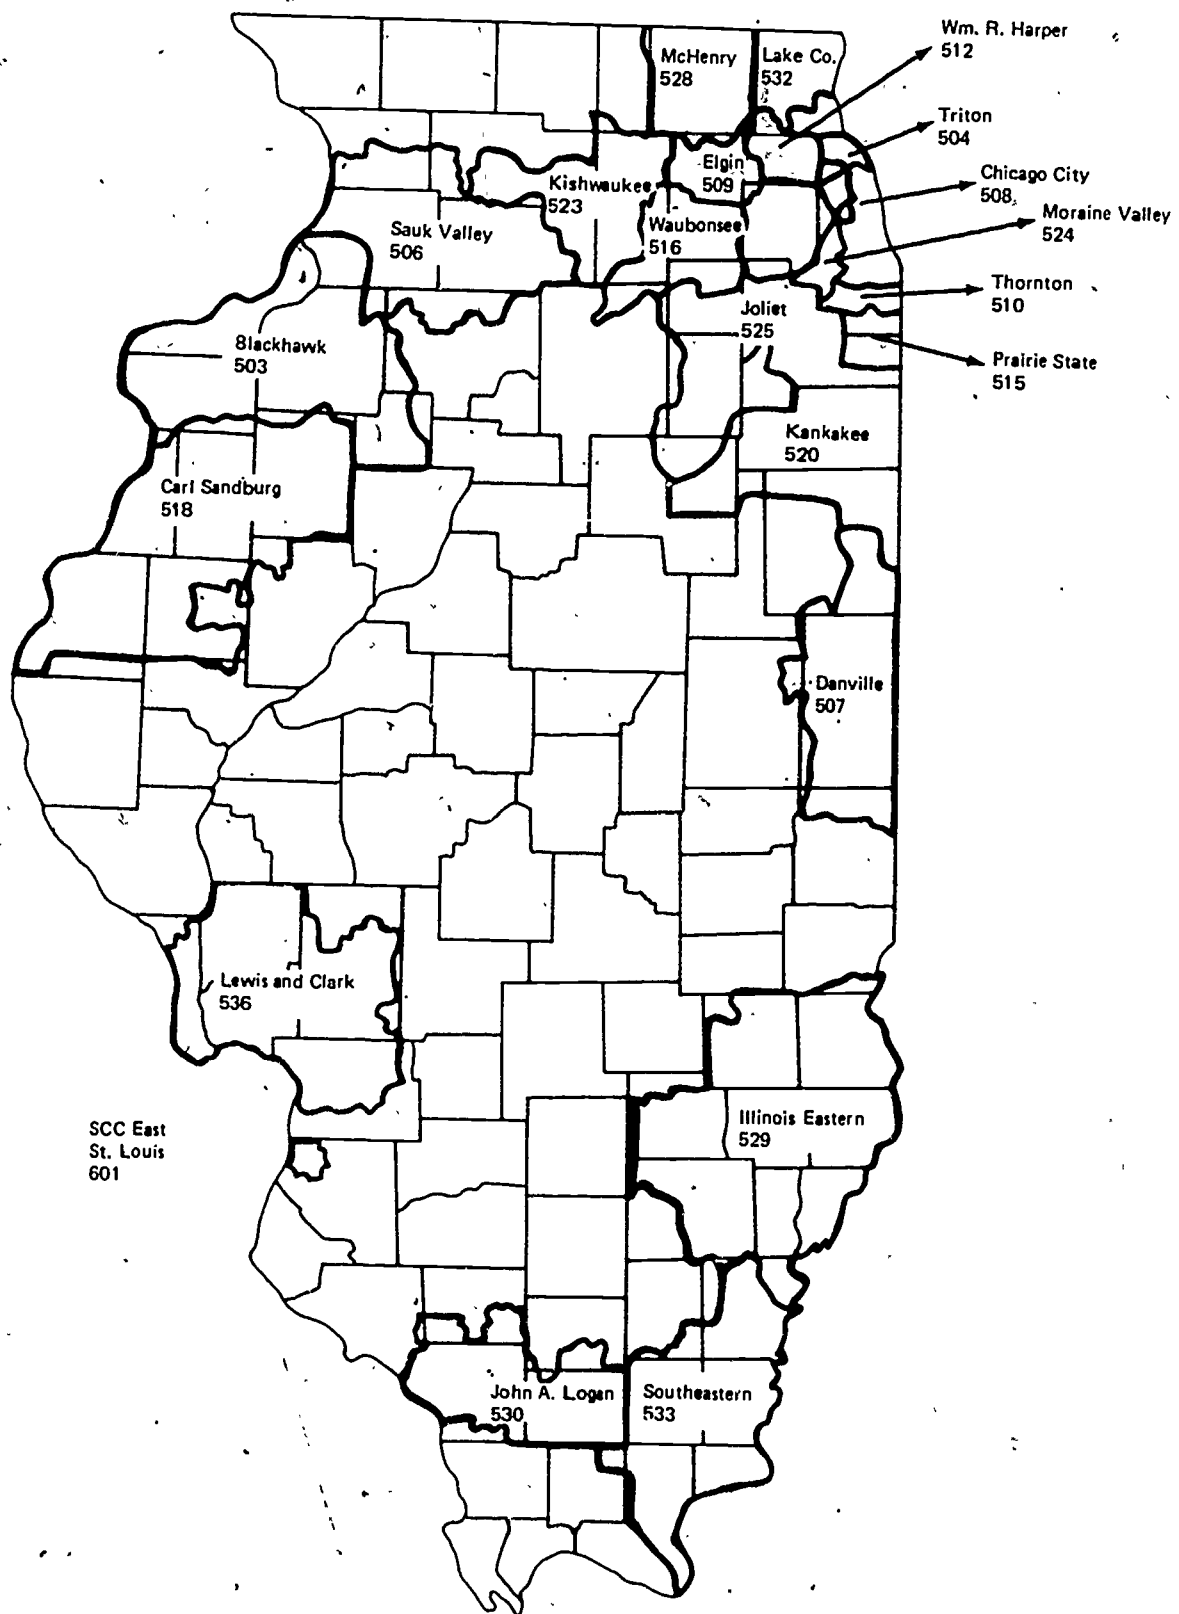 Wm. R. Harper
512
McHenry
528
Lake Co.
532
Triton
504
Elgin
509
Chicago City
508
Kishwaukee
523
Moraine Valley
524
Waubonsee
516
Sauk Valley
506
Thornton
510
Joliet
525
Blackhawk
503
Prairie State
515
Kankakee
520
Carl Sandburg
518
Danville
507
Lewis and Clark
536
SCC East
St. Louis
601
Illinois Eastern
529
John A. Logan
530
Southeastern
533